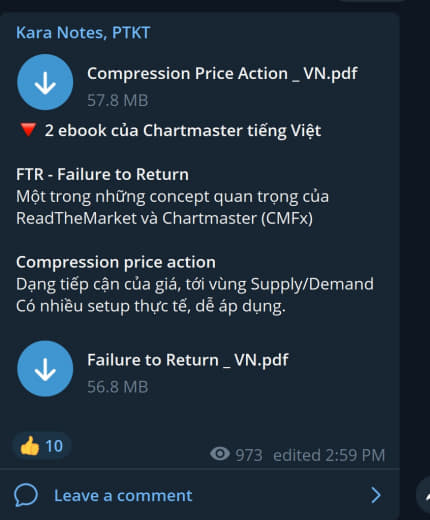 Kara Notes, PTKT
Compression Price Action _ VN.pdf
57.8 MB
2 ebook của Chartmaster tiếng Việt
FTR - Failure to Return
Một trong những concept quan trọng của
ReadTheMarket và Chartmaster (CMFx)
Compression price action
Dạng tiếp cận của giá, tới vùng Supply/Demand
Có nhiều setup thực tế, dễ áp dụng.
Failure to Return _ VN.pdf
56.8 MB
10
973 edited 2:59 PM
Leave a comment